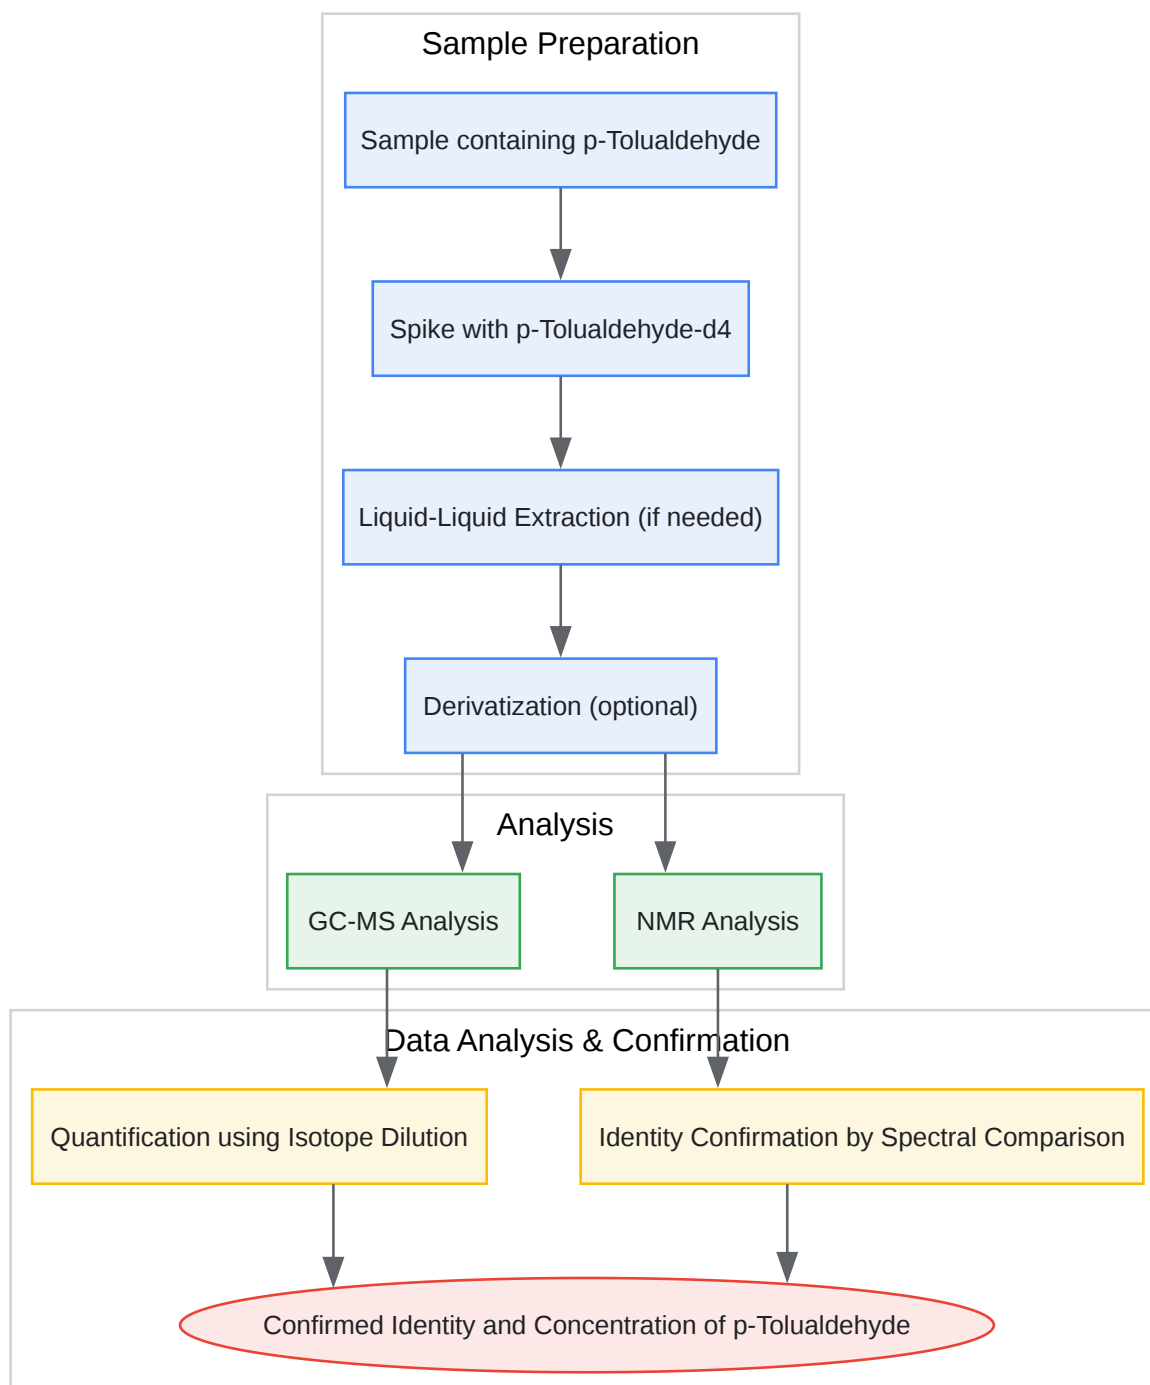 Sample Preparation
Sample containing p-Tolualdehyde
Spike with p-Tolualdehyde-d4
Liquid-Liquid Extraction (if needed)
Derivatization (optional)
Analysis
GC-MS Analysis
NMR Analysis
Data Analysis & Confirmation
Quantification using Isotope Dilution
Identity Confirmation by Spectral Comparison
Confirmed Identity and Concentration of p-Tolualdehyde